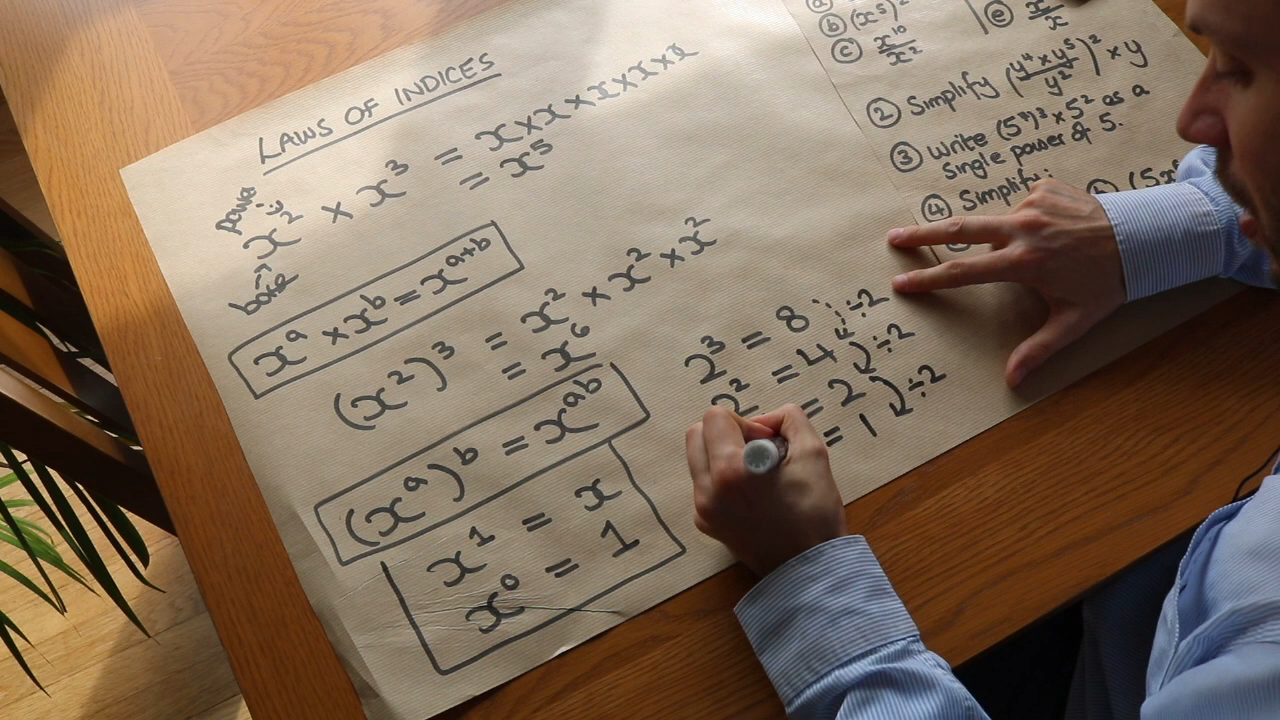 LAWS OF INDICES
power
x² × x³ = x×x×x×x×x
= x⁵
base
xᵃ × xᵇ = xᵃ⁺ᵇ
(x²)³ = x² × x² × x²
= x⁶
(xᵃ)ᵇ = xᵃᵇ
x¹ = x
x⁰ = 1
2³ = 8 ÷2
2² = 4 ÷2
= 2 ÷2
= 1
ⓑ (x⁵)²
ⓒ x¹⁰/x²
ⓔ
② Simplify (y⁴ × y⁵/y²)² × y
③ Write (5⁴)³ × 5² as a
single power of 5.
④ Simplify: